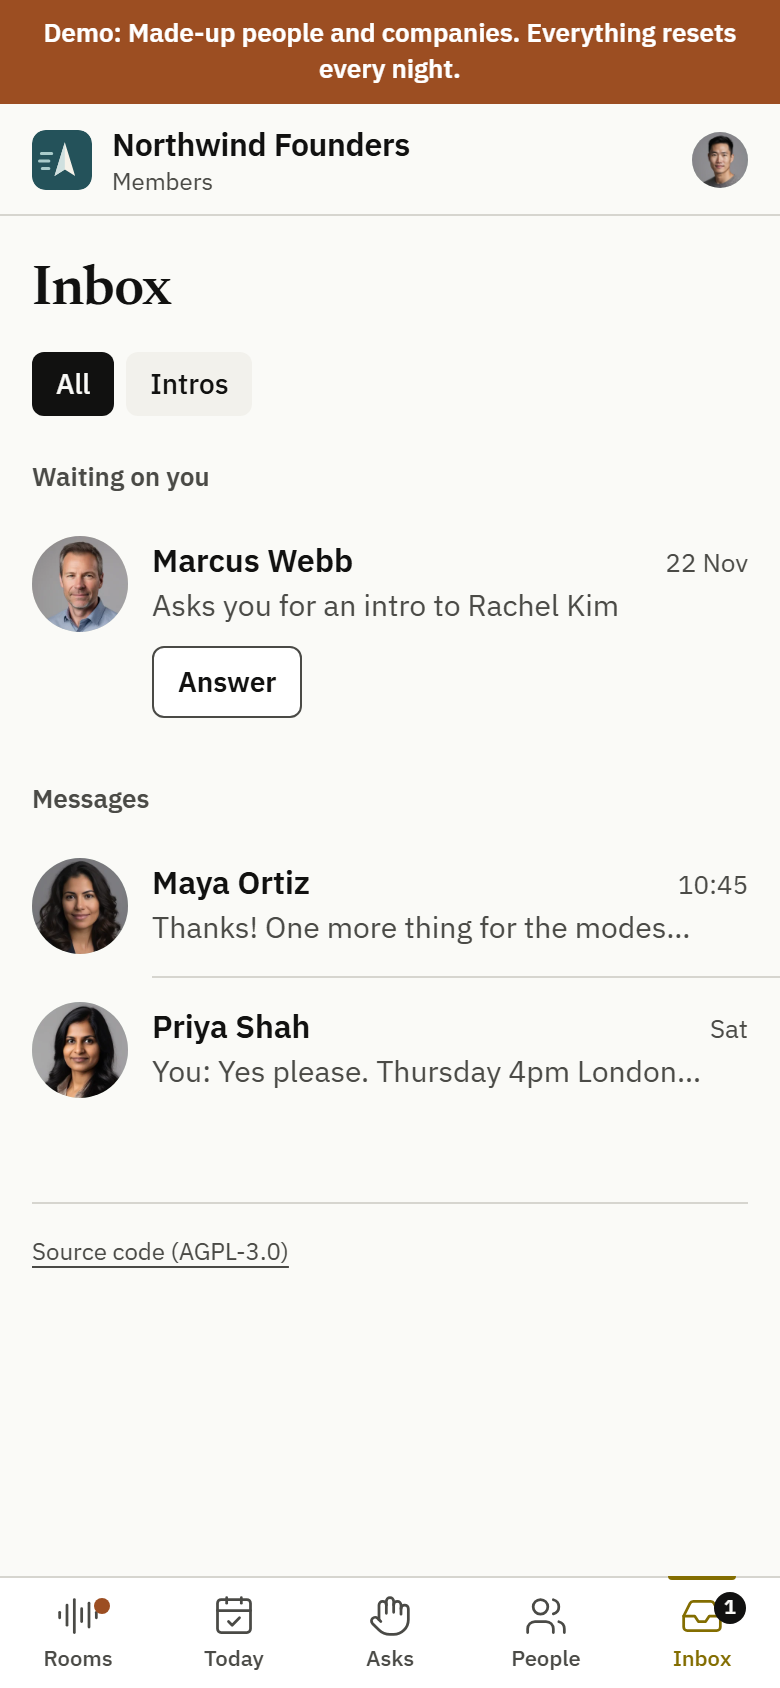 Demo: Made-up people and companies. Everything resets
every night.
Northwind Founders
Members
Inbox
All
Intros
Waiting on you
Marcus Webb
22 Nov
Asks you for an intro to Rachel Kim
Answer
Messages
Maya Ortiz
10:45
Thanks! One more thing for the modes...
Priya Shah
Sat
You: Yes please. Thursday 4pm London...
Source code (AGPL-3.0)
Rooms
Today
Asks
People
1
Inbox